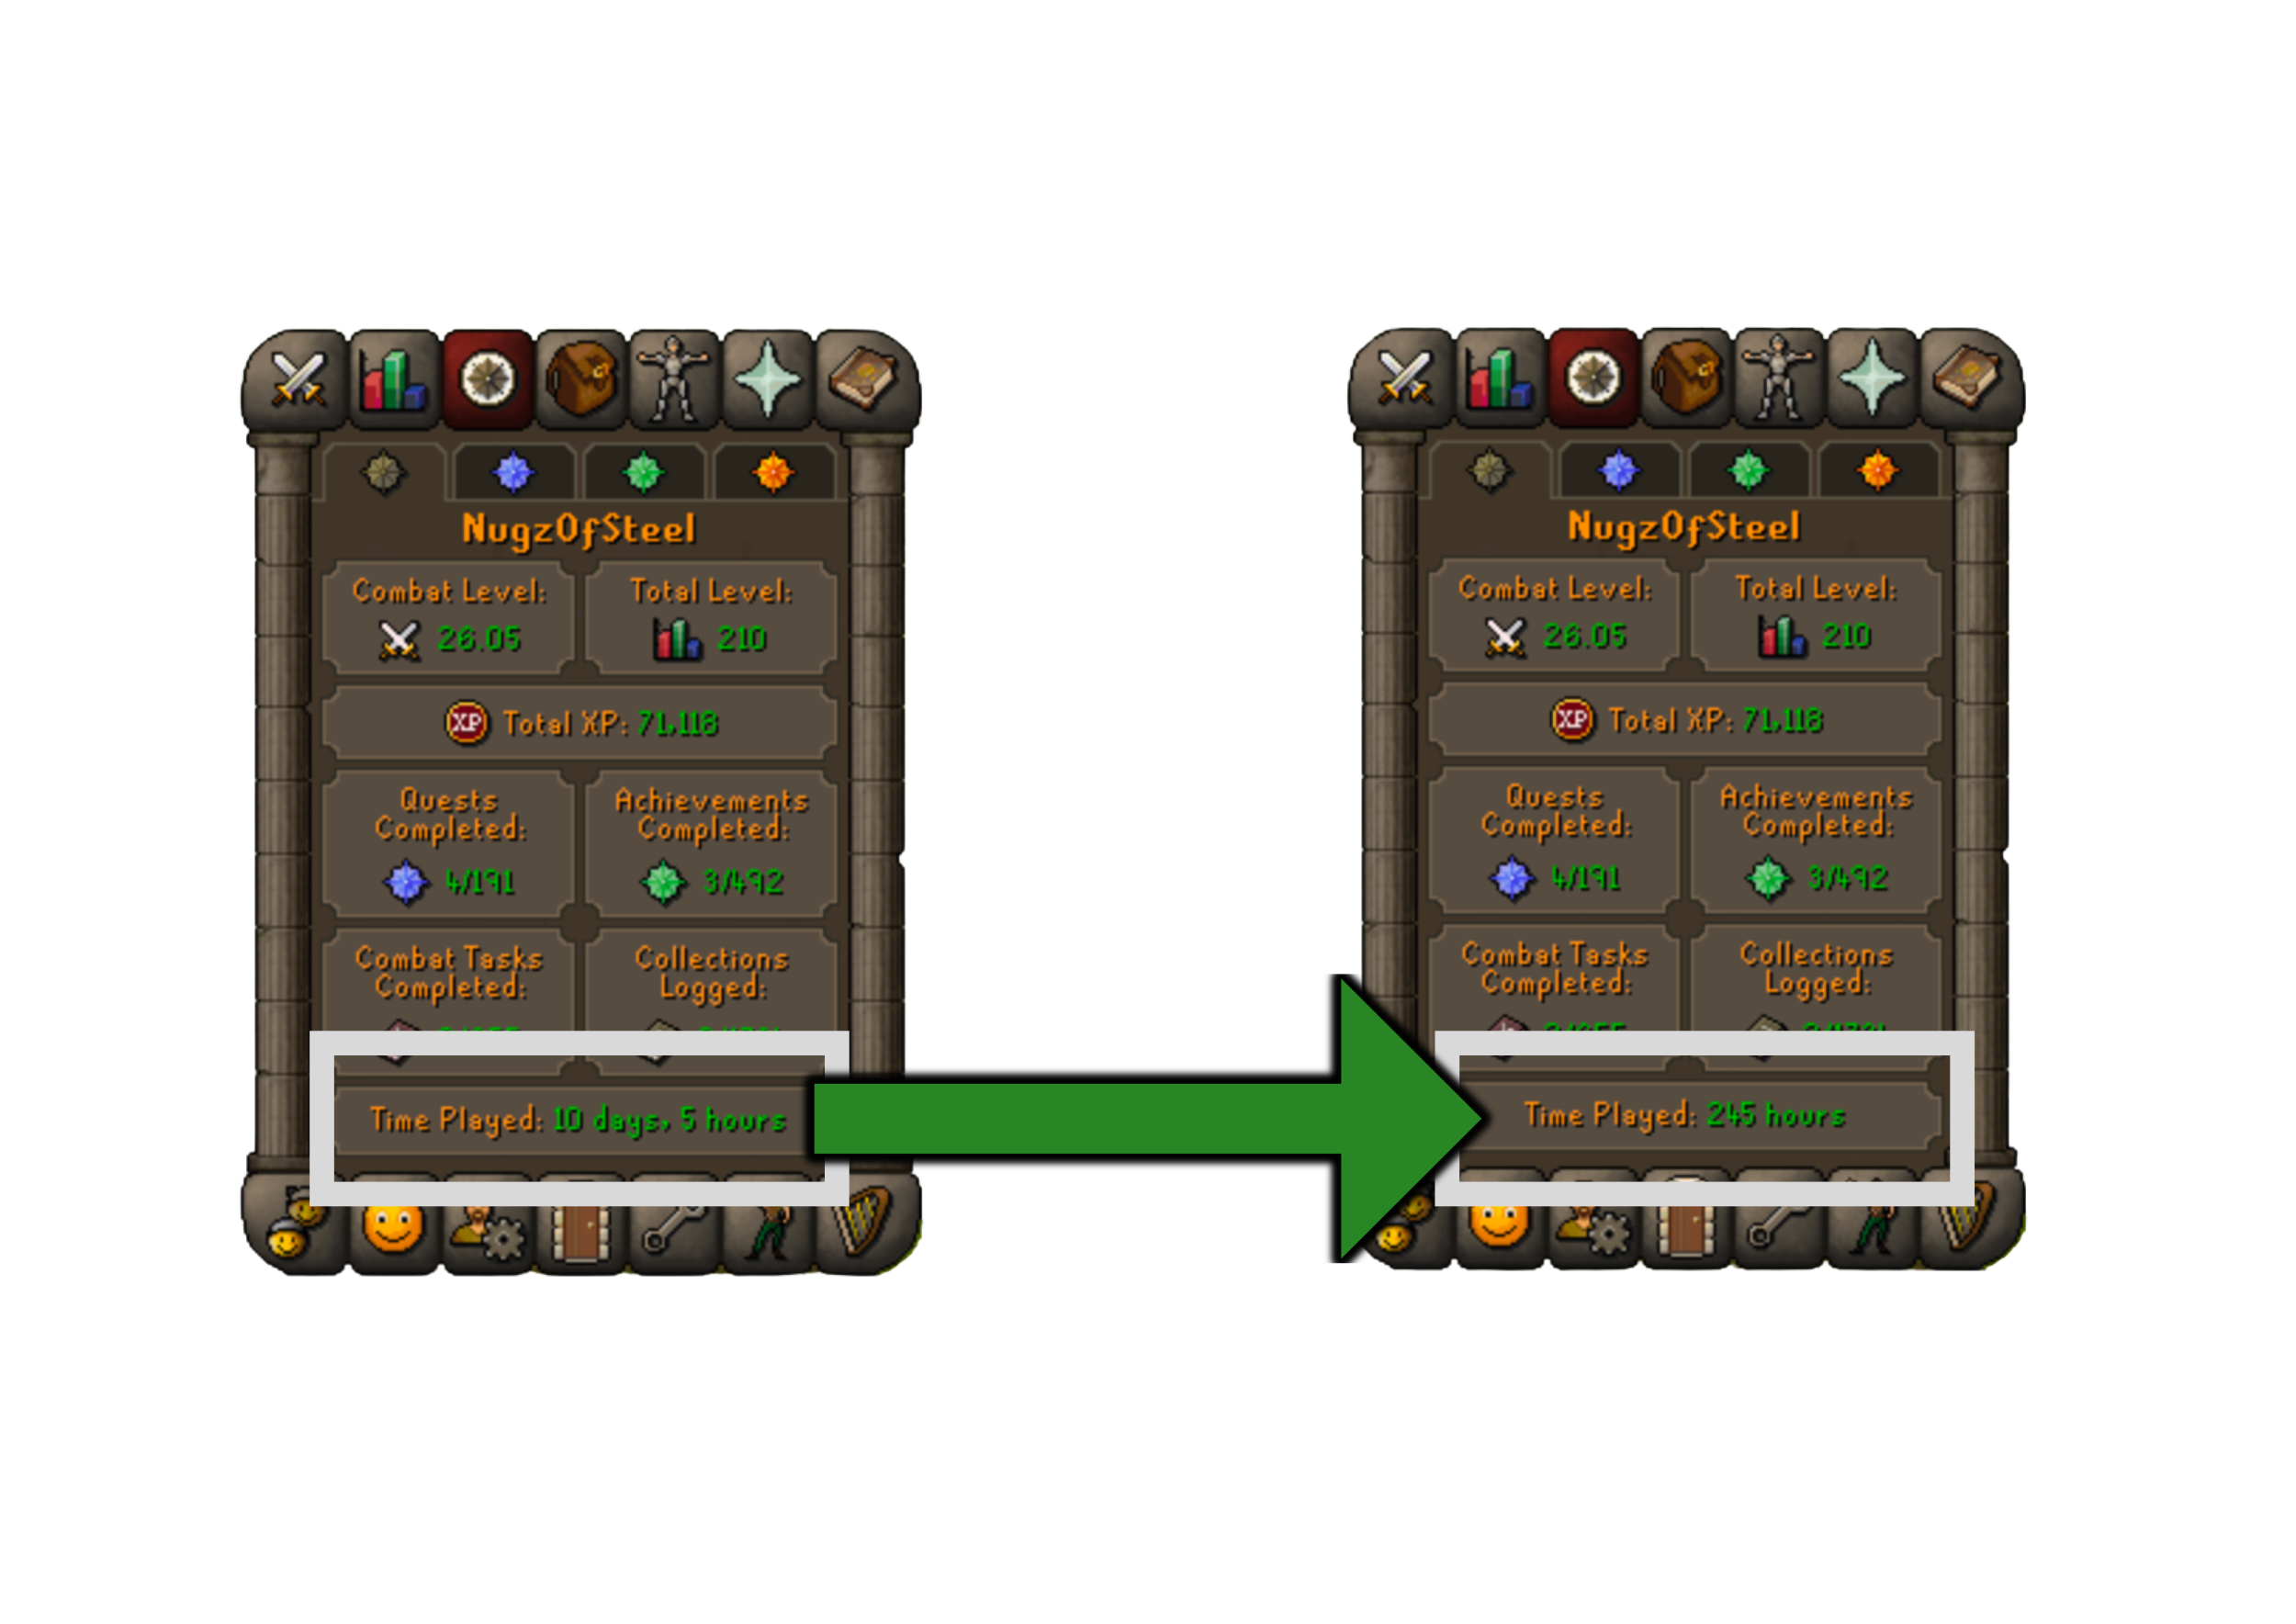 NugzOfSteel
Combat Level:
26.05
Total Level:
210
XP Total XP: 71,118
Quests
Completed:
4/191
Achievements
Completed:
3/492
Combat Tasks
Completed:
Collections
Logged:
Time Played: 10 days, 5 hours
NugzOfSteel
Combat Level:
26.05
Total Level:
210
XP Total XP: 71,118
Quests
Completed:
4/191
Achievements
Completed:
3/492
Combat Tasks
Completed:
Collections
Logged:
Time Played: 245 hours